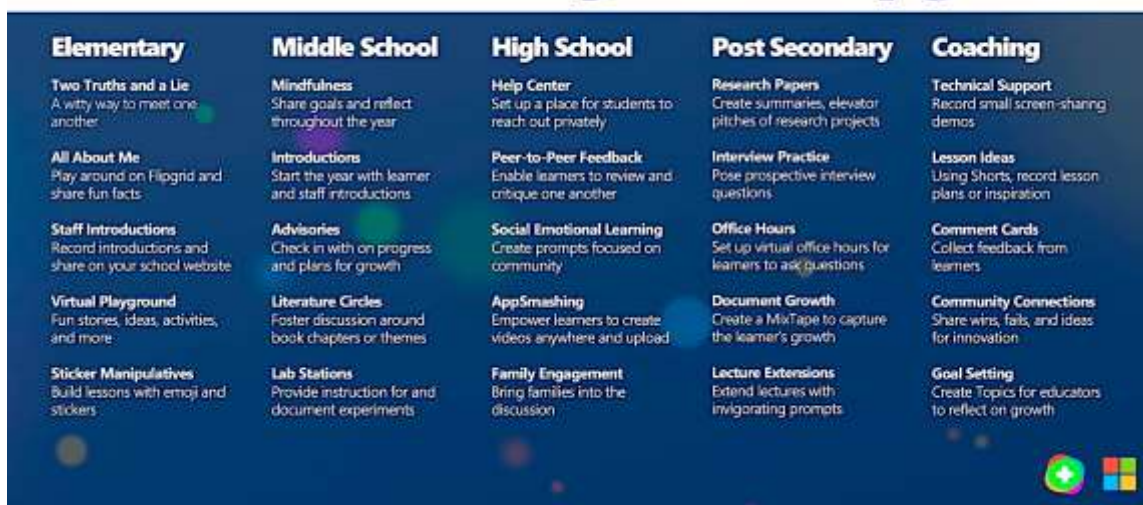 Elementary
Two Truths and a Lie
A witty way to meet one
another
All About Me
Play around on Flipgrid and
share fun facts
Staff Introductions
Record introductions and
share on your school website
Virtual Playground
Fun stories, ideas, activities,
and more
Sticker Manipulatives
Build lessons with emoji and
stickers
Middle School
Mindfulness
Share goals and reflect
throughout the year
Introductions
Start the year with learner
and staff introductions
Advisories
Check in with on progress
and plans for growth
Literature Circles
Foster discussion around
book chapters or themes
Lab Stations
Provide instruction for and
document experiments
High School
Help Center
Set up a place for students to
reach out privately
Peer-to-Peer Feedback
Enable learners to review and
critique one another
Social Emotional Learning
Create prompts focused on
community
AppSmashing
Empower learners to create
videos anywhere and upload
Family Engagement
Bring families into the
discussion
Post Secondary
Research Papers
Create summaries, elevator
pitches of research projects
Interview Practice
Pose prospective interview
questions
Office Hours
Set up virtual office hours for
learners to ask questions
Document Growth
Create a MixTape to capture
the learner's growth
Lecture Extensions
Extend lectures with
invigorating prompts
Coaching
Technical Support
Record small screen-sharing
demos
Lesson Ideas
Using Shorts, record lesson
plans or inspiration
Comment Cards
Collect feedback from
learners
Community Connections
Share wins, fails, and ideas
for innovation
Goal Setting
Create Topics for educators
to reflect on growth